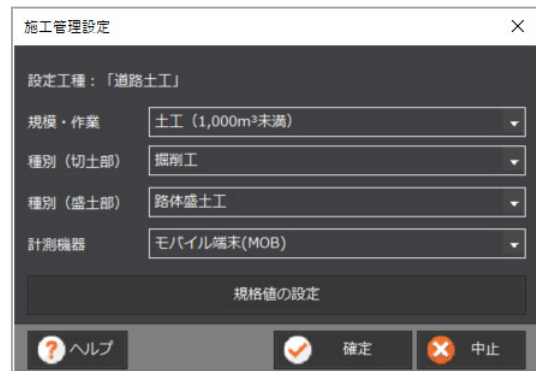 施工管理設定
設定工種：「道路土工」
規模・作業 土工（1,000m³未満）
種別（切土部） 掘削工
種別（盛土部） 路体盛土工
計測機器 モバイル端末(MOB)
規格値の設定
ヘルプ 確定 中止